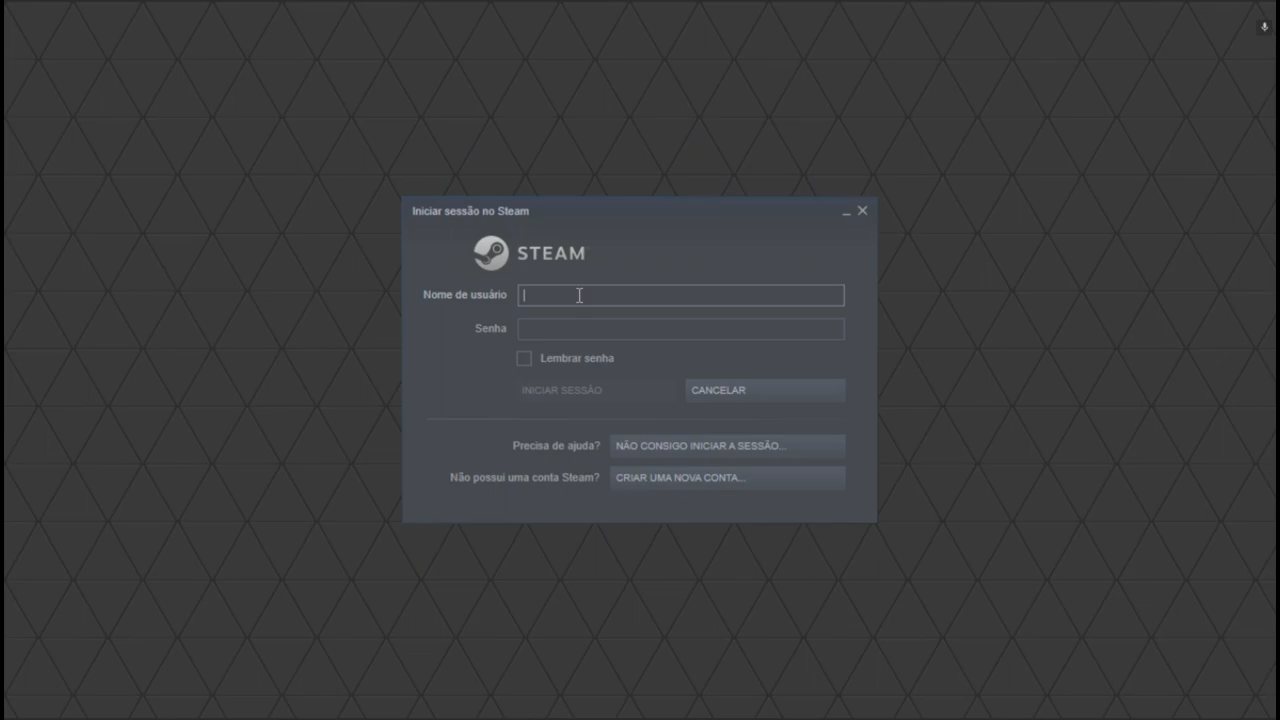 Iniciar sessão no Steam
STEAM
Nome de usuário
Senha
Lembrar senha
INICIAR SESSÃO
CANCELAR
Precisa de ajuda?
NÃO CONSIGO INICIAR A SESSÃO...
Não possui uma conta Steam?
CRIAR UMA NOVA CONTA...